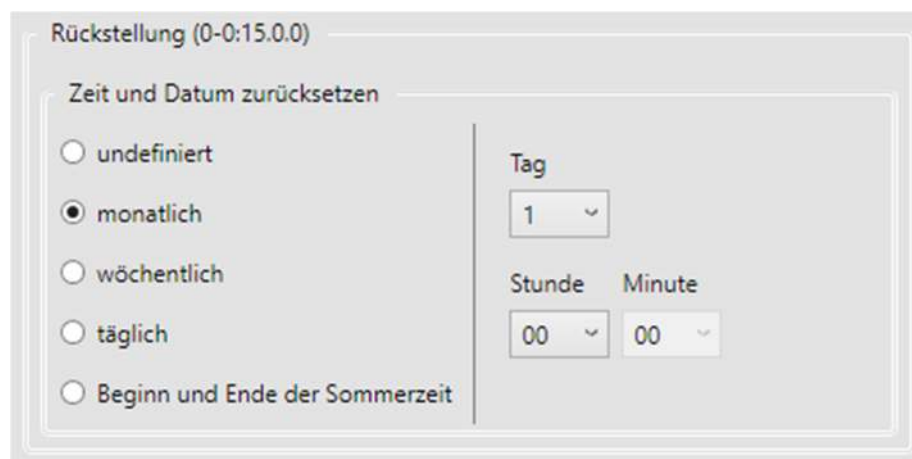 Rückstellung (0-0:15.0.0)
Zeit und Datum zurücksetzen
undefiniert
monatlich
wöchentlich
täglich
Beginn und Ende der Sommerzeit
Tag
1
Stunde Minute
00 00